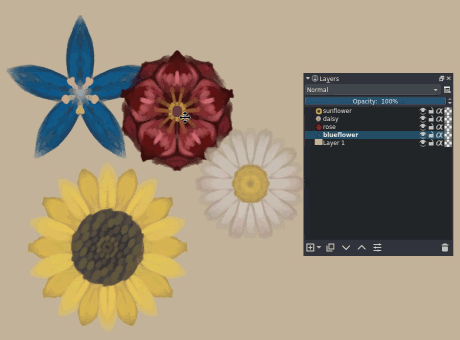 Layers
Normal
Opacity: 100%
sunflower
daisy
rose
blueflower
Layer 1